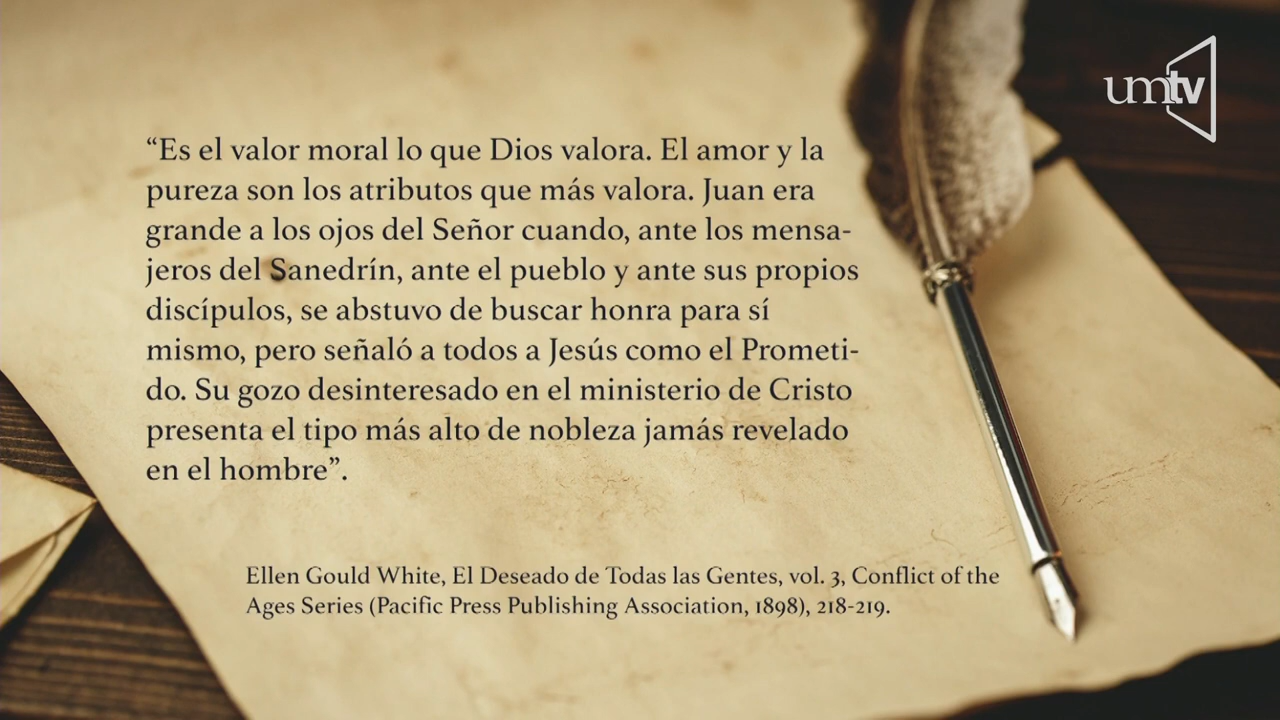 umtv
“Es el valor moral lo que Dios valora. El amor y la
pureza son los atributos que más valora. Juan era
grande a los ojos del Señor cuando, ante los mensa-
jeros del Sanedrín, ante el pueblo y ante sus propios
discípulos, se abstuvo de buscar honra para sí
mismo, pero señaló a todos a Jesús como el Prometi-
do. Su gozo desinteresado en el ministerio de Cristo
presenta el tipo más alto de nobleza jamás revelado
en el hombre”.
Ellen Gould White, El Deseado de Todas las Gentes, vol. 3, Conflict of the
Ages Series (Pacific Press Publishing Association, 1898), 218-219.